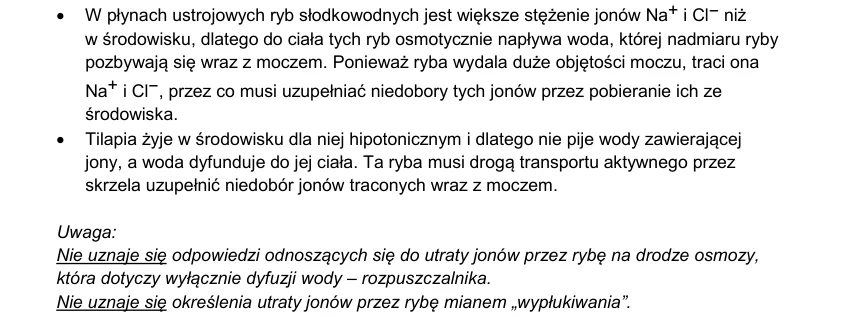 • W płynach ustrojowych ryb słodkowodnych jest większe stężenie jonów Na⁺ i Cl⁻ niż
w środowisku, dlatego do ciała tych ryb osmotycznie napływa woda, której nadmiaru ryby
pozbywają się wraz z moczem. Ponieważ ryba wydala duże objętości moczu, traci ona
Na⁺ i Cl⁻, przez co musi uzupełniać niedobory tych jonów przez pobieranie ich ze
środowiska.
• Tilapia żyje w środowisku dla niej hipotonicznym i dlatego nie pije wody zawierającej
jony, a woda dyfunduje do jej ciała. Ta ryba musi drogą transportu aktywnego przez
skrzela uzupełnić niedobór jonów traconych wraz z moczem.
Uwaga:
Nie uznaje się odpowiedzi odnoszących się do utraty jonów przez rybę na drodze osmozy,
która dotyczy wyłącznie dyfuzji wody – rozpuszczalnika.
Nie uznaje się określenia utraty jonów przez rybę mianem „wypłukiwania”.